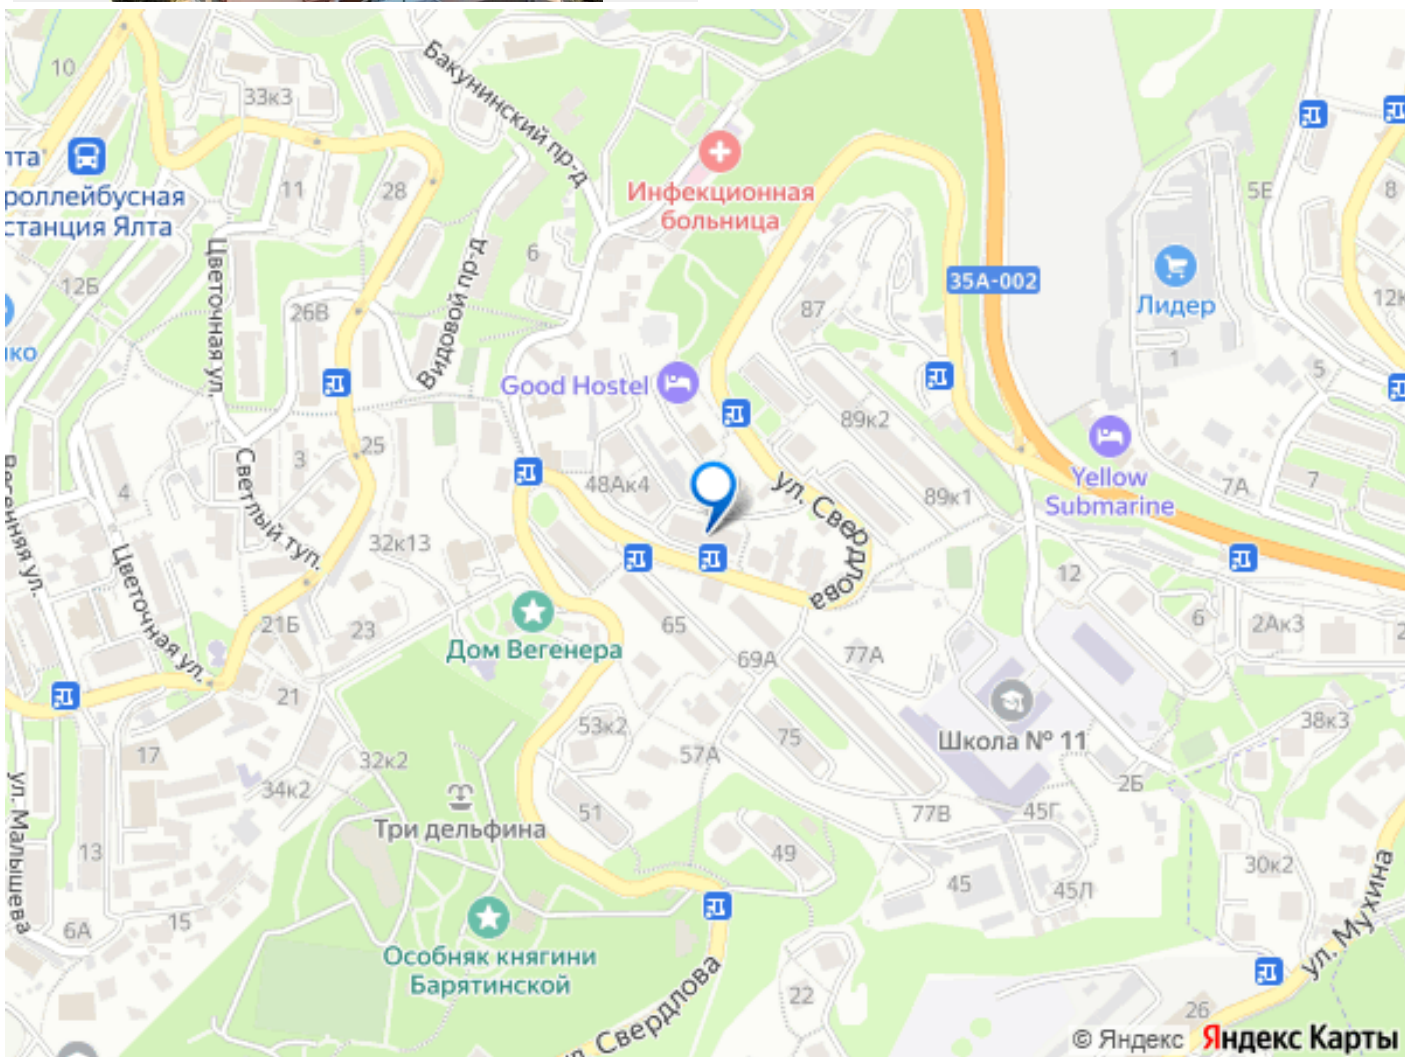 10
33к3
Бакунинский пр-д
лта
роллейбусная
станция Ялта
11
28
Инфекционная
больница
5Е
8
Цветочная ул.
6
12Б
26В
Видовой пр-д
35А-002
87
Лидер
12К
1
5
Good Hostel
89к2
25
3
4
Светлый туп.
48Ак4
ул. Свердлова
89к1
Yellow
Submarine
7А
7
Весенняя ул.
32к13
Цветочная ул.
12
6
2Ак3
2
21Б
23
Дом Вегенера
65
69А
77А
21
53к2
57А
75
Школа № 11
38к3
17
32к2
34к2
2Б
Три дельфина
51
77В
45Г
ул. Малышева
13
49
45
45Л
30к2
15
6А
Особняк княгини
Барятинской
ул. Свердлова
22
ул. Мухина
26
© Яндекс Яндекс Карты